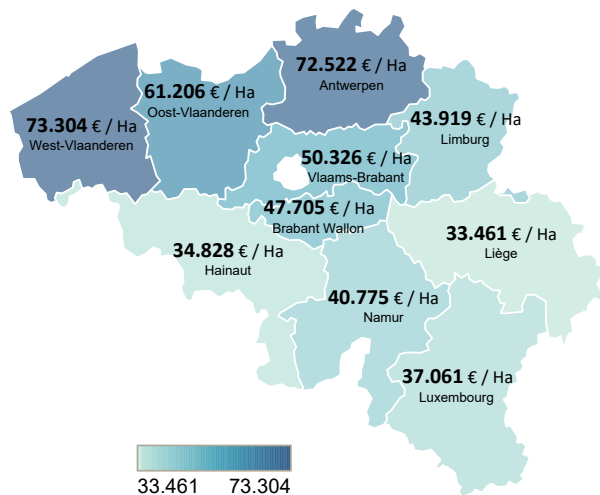 72.522 € / Ha
Antwerpen
61.206 € / Ha
Oost-Vlaanderen
73.304 € / Ha
West-Vlaanderen
43.919 € / Ha
Limburg
50.326 € / Ha
Vlaams-Brabant
47.705 € / Ha
Brabant Wallon
34.828 € / Ha
Hainaut
33.461 € / Ha
Liège
40.775 € / Ha
Namur
37.061 € / Ha
Luxembourg
33.461 73.304